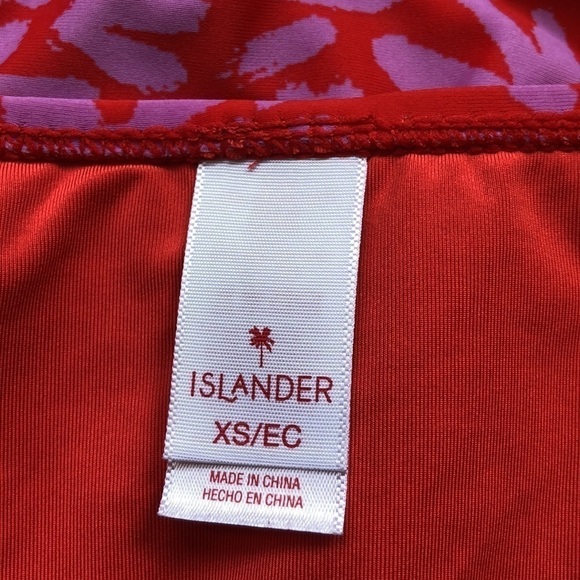 ISLANDER
XS/EC
MADE IN CHINA
HECHO EN CHINA